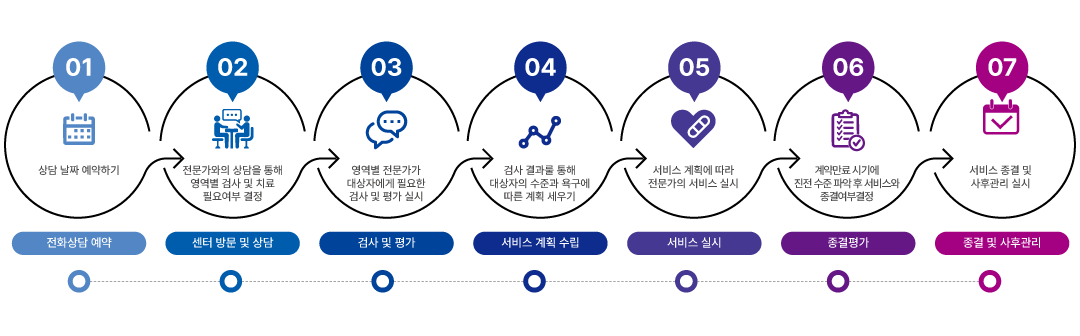 01
상담 날짜 예약하기
전화상담 예약
02
전문가와의 상담을 통해
영역별 검사 및 치료
필요여부 결정
센터 방문 및 상담
03
영역별 전문가가
대상자에게 필요한
검사 및 평가 실시
검사 및 평가
04
검사 결과룰 통해
대상자의 수준과 욕구에
따른 계획 세우기
서비스 계획 수립
05
서비스 계획에 따라
전문가의 서비스 실시
서비스 실시
06
계약만료 시기에
진전 수준 파악 후 서비스와
종결여부결정
종결평가
07
서비스 종결 및
사후관리 실시
종결 및 사후관리